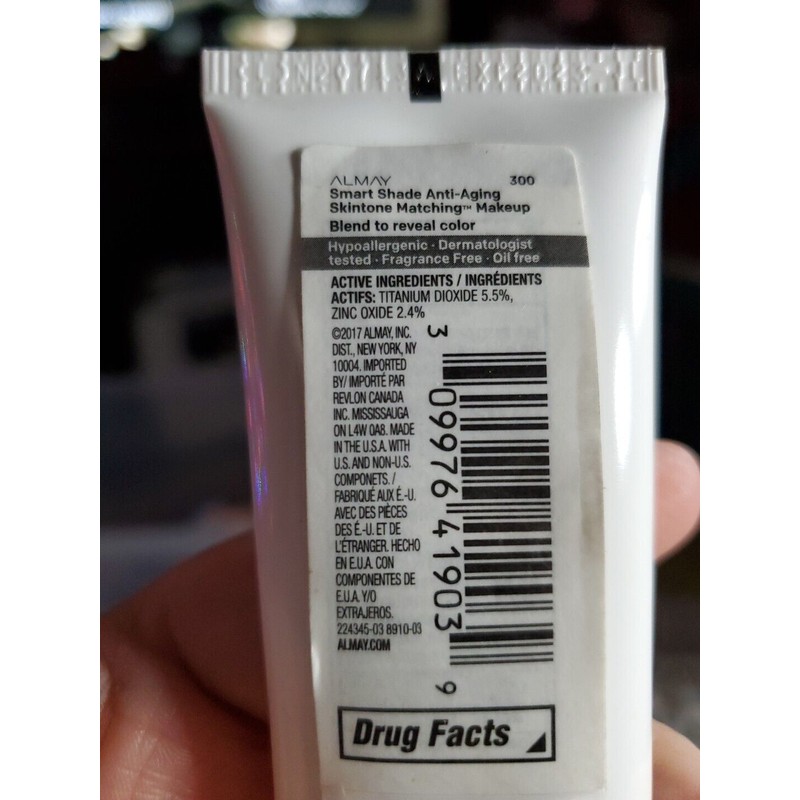 ALMAY 300
Smart Shade Anti-Aging
Skintone Matching™ Makeup
Blend to reveal color
Hypoallergenic · Dermatologist
tested · Fragrance Free · Oil free
ACTIVE INGREDIENTS / INGRÉDIENTS
ACTIFS: TITANIUM DIOXIDE 5.5%,
ZINC OXIDE 2.4%
©2017 ALMAY, INC.
DIST., NEW YORK, NY
10004. IMPORTED
BY/ IMPORTÉ PAR
REVLON CANADA
INC. MISSISSAUGA
ON L4W 0A8. MADE
IN THE U.S.A. WITH
U.S. AND NON-U.S.
COMPONETS. /
FABRIQUÉ AUX É.-U.
AVEC DES PIÈCES
DES É.-U. ET DE
L'ÉTRANGER. HECHO
EN E.U.A. CON
COMPONENTES DE
E.U.A. Y/O
EXTRAJEROS.
224345-03 8910-03
ALMAY.COM
3 09976 41903 9
Drug Facts